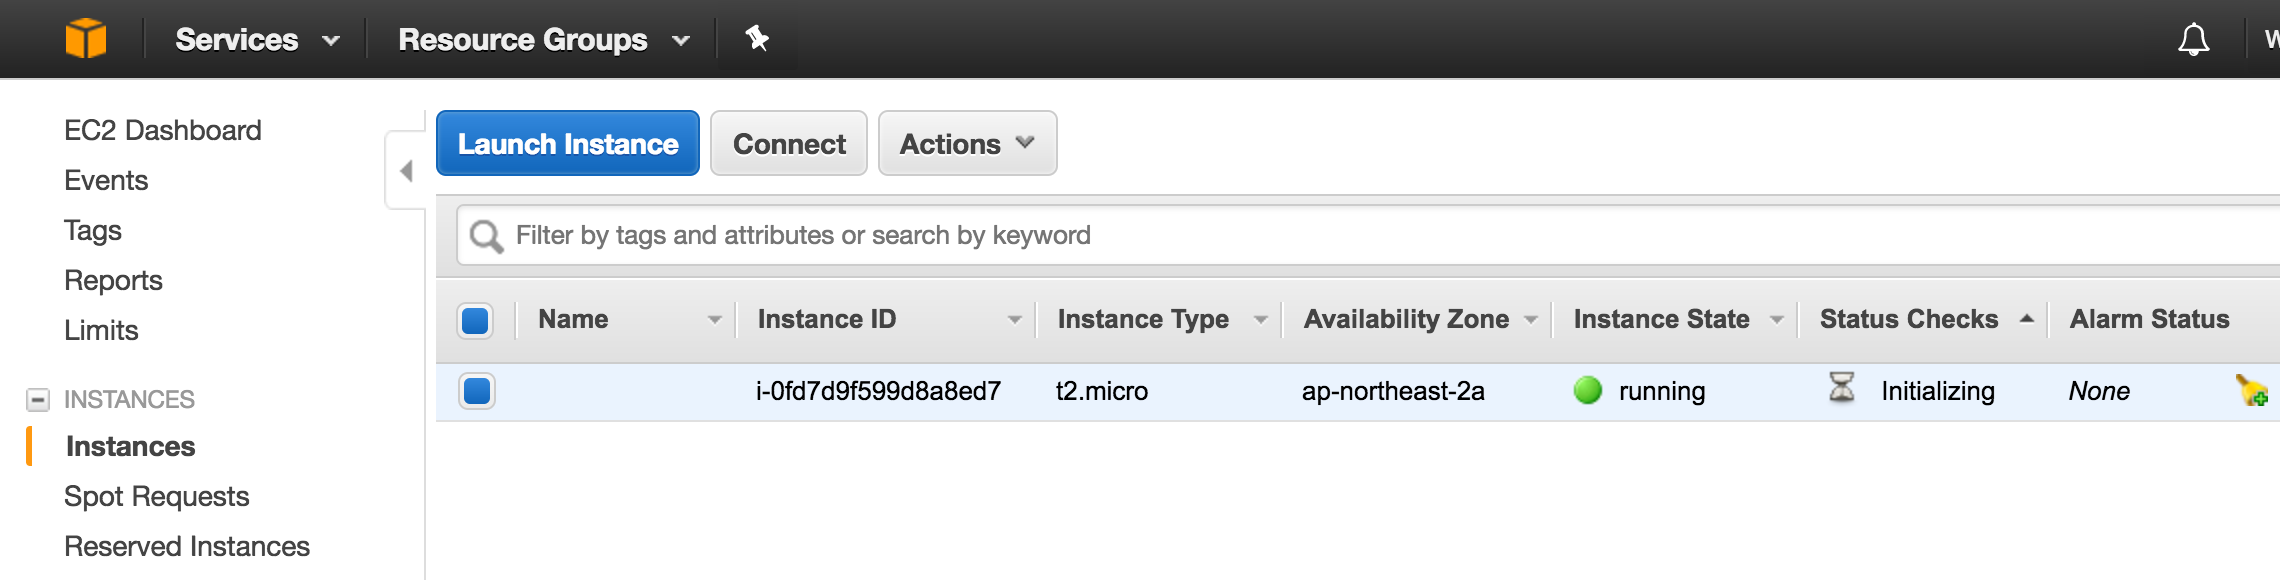 Services
Resource Groups
W
EC2 Dashboard
Events
Tags
Reports
Limits
INSTANCES
Instances
Spot Requests
Reserved Instances
Launch Instance
Connect
Actions
Filter by tags and attributes or search by keyword
Name Instance ID Instance Type Availability Zone Instance State Status Checks Alarm Status
i-0fd7d9f599d8a8ed7 t2.micro ap-northeast-2a running Initializing None